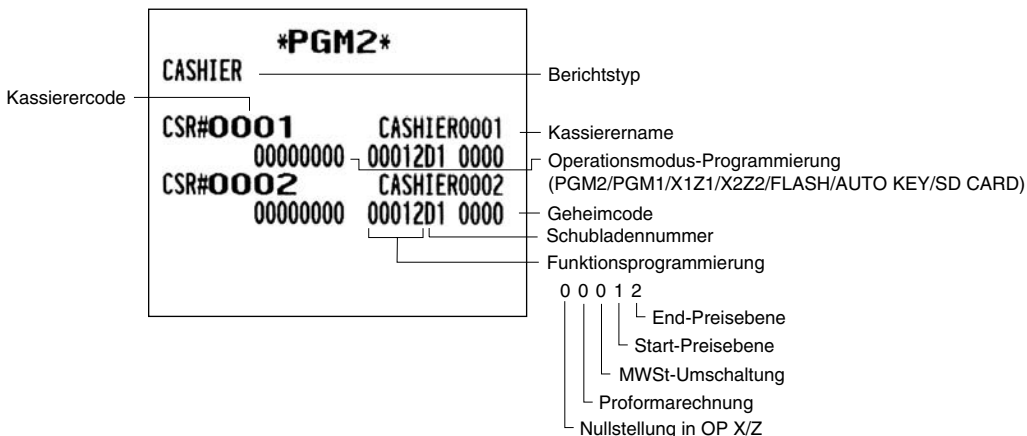 *PGM2*
CASHIER
Berichtstyp
Kassierercode
CSR#0001 CASHIER0001
Kassierername
00000000 00012D1 0000
Operationsmodus-Programmierung
(PGM2/PGM1/X1Z1/X2Z2/FLASH/AUTO KEY/SD CARD)
CSR#0002 CASHIER0002
00000000 00012D1 0000
Geheimcode
Schubladennummer
Funktionsprogrammierung
0 0 0 1 2
End-Preisebene
Start-Preisebene
MWSt-Umschaltung
Proformarechnung
Nullstellung in OP X/Z